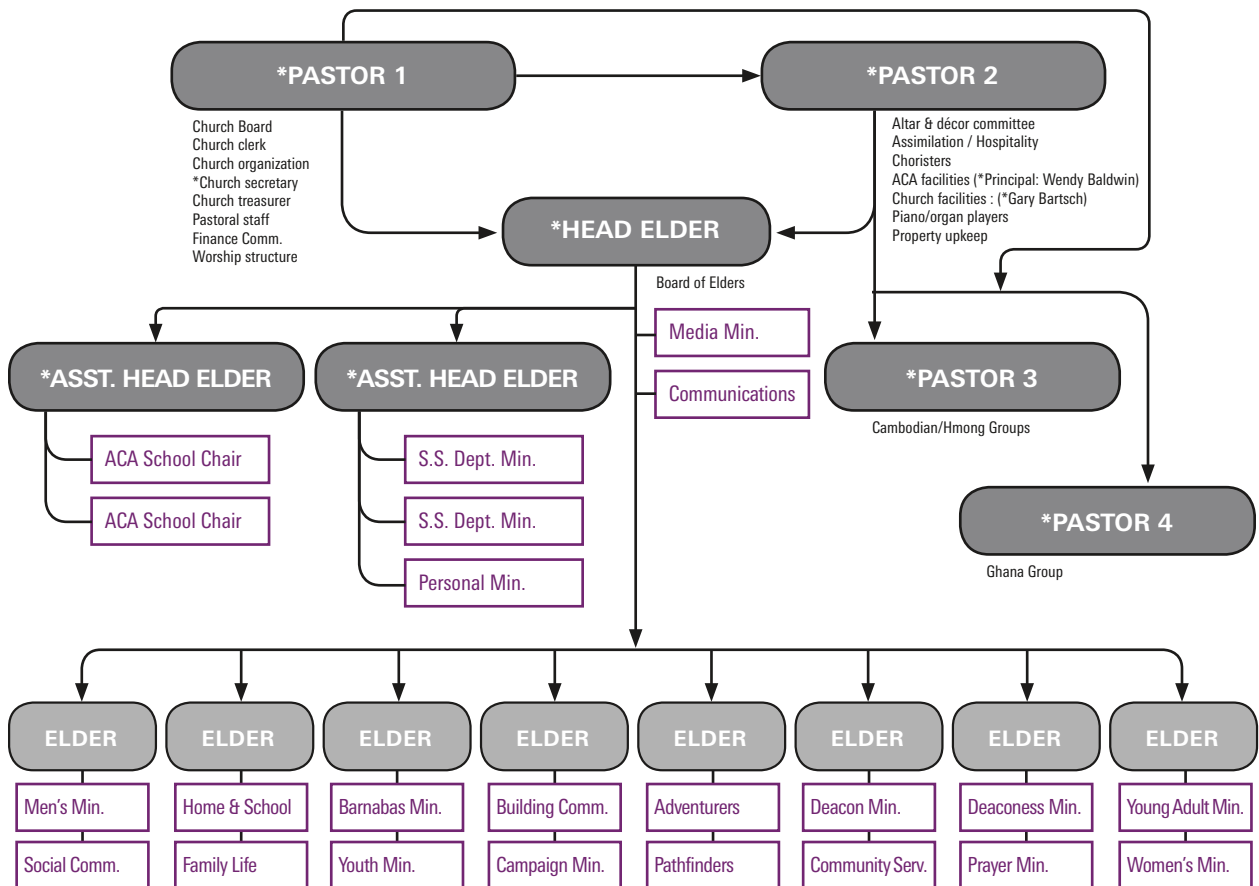 *PASTOR 1
*PASTOR 2
Church Board
Church clerk
Church organization
*Church secretary
Church treasurer
Pastoral staff
Finance Comm.
Worship structure
Altar & décor committee
Assimilation / Hospitality
Choristers
ACA facilities (*Principal: Wendy Baldwin)
Church facilities : (*Gary Bartsch)
Piano/organ players
Property upkeep
*HEAD ELDER
Board of Elders
Media Min.
Communications
*ASST. HEAD ELDER
*ASST. HEAD ELDER
*PASTOR 3
Cambodian/Hmong Groups
ACA School Chair
ACA School Chair
S.S. Dept. Min.
S.S. Dept. Min.
Personal Min.
*PASTOR 4
Ghana Group
ELDER
ELDER
ELDER
ELDER
ELDER
ELDER
ELDER
ELDER
Men's Min.
Home & School
Barnabas Min.
Building Comm.
Adventurers
Deacon Min.
Deaconess Min.
Young Adult Min.
Social Comm.
Family Life
Youth Min.
Campaign Min.
Pathfinders
Community Serv.
Prayer Min.
Women's Min.